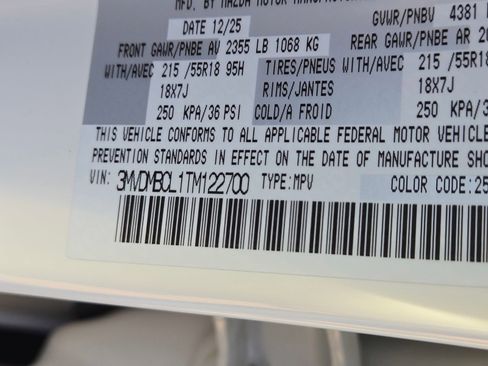 MFD. BY MAZDA MOTOR MANUFACTUR
DATE 12/25 GVWR/PNBV 4381
FRONT GAWR/PNBE AV 2355 LB 1068 KG REAR GAWR/PNBE AR
WITH/AVEC 215 /55R18 95H TIRES/PNEUS WITH/AVEC 215 /55R18
18X7J RIMS/JANTES 18X7J
250 KPA/36 PSI COLD/A FROID 250 KPA/3
THIS VEHICLE CONFORMS TO ALL APPLICABLE FEDERAL MOTOR VEHICLE
PREVENTION STANDARDS IN EFFECT ON THE DATE OF MANUFACTURE SHO
VIN: 3MVDMBCL1TM122700 TYPE:MPV COLOR CODE:25